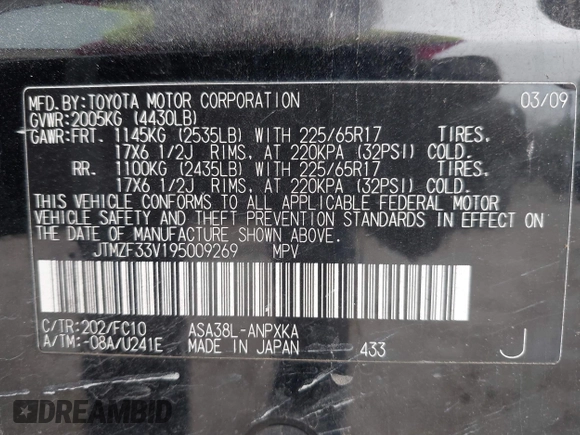 MFD.BY:TOYOTA MOTOR CORPORATION 03/09
GVWR:2005KG (4430LB)
GAWR:FRT. 1145KG (2535LB) WITH 225/65R17 TIRES,
17X6 1/2J RIMS, AT 220KPA (32PSI) COLD.
RR. 1100KG (2435LB) WITH 225/65R17 TIRES,
17X6 1/2J RIMS, AT 220KPA (32PSI) COLD.
THIS VEHICLE CONFORMS TO ALL APPLICABLE FEDERAL MOTOR
VEHICLE SAFETY AND THEFT PREVENTION STANDARDS IN EFFECT ON
THE DATE OF MANUFACTURE SHOWN ABOVE.
JTMZF33V195009269 MPV
C/TR:202/FC10 ASA38L-ANPXKA
A/TM:-08A/U241E MADE IN JAPAN 433 J
DREAMBID